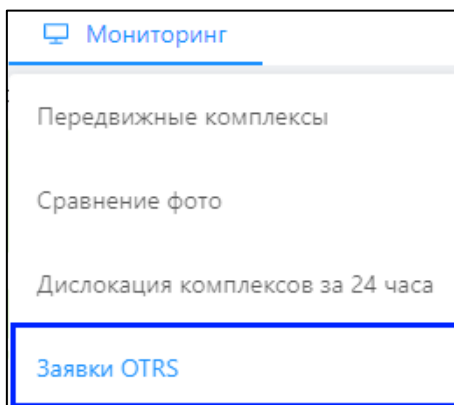 Мониторинг
Передвижные комплексы
Сравнение фото
Дислокация комплексов за 24 часа
Заявки OTRS